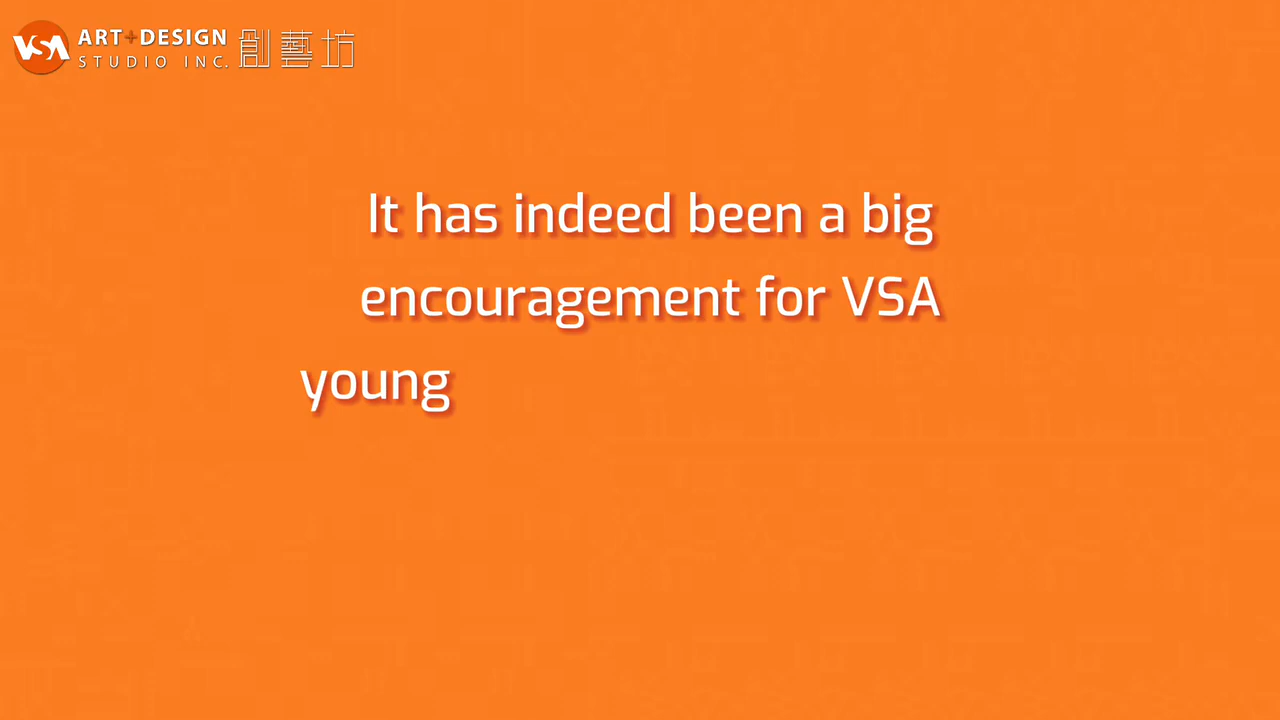 VSA ART+DESIGN
STUDIO INC. 創藝坊
It has indeed been a big
encouragement for VSA
young